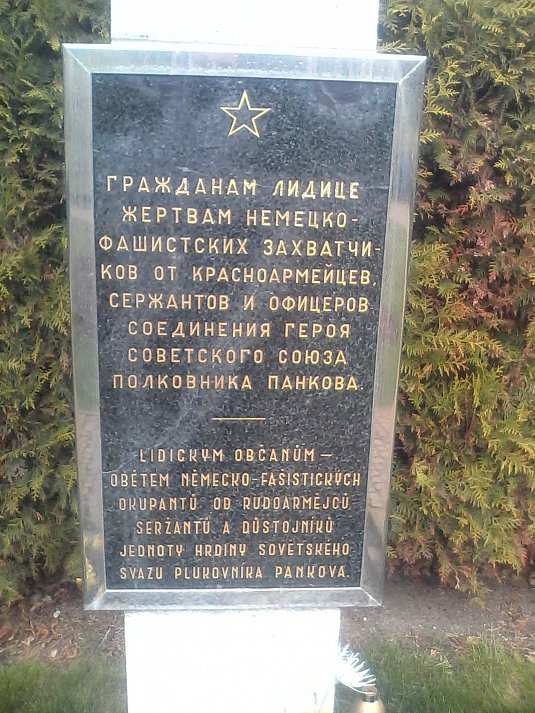 ГРАЖДАНАМ ЛИДИЦЕ
ЖЕРТВАМ НЕМЕЦКО-
ФАШИСТСКИХ ЗАХВАТЧИ-
КОВ ОТ КРАСНОАРМЕЙЦЕВ,
СЕРЖАНТОВ И ОФИЦЕРОВ
СОЕДИНЕНИЯ ГЕРОЯ
СОВЕТСКОГО СОЮЗА
ПОЛКОВНИКА ПАНКОВА.
LIDICKÝM OBČANŮM –
OBĚTEM NĚMECKO-FAŠISTICKÝCH
OKUPANTŮ, OD RUDOARMĚJCŮ
SERŽANTŮ, A DŮSTOJNÍKŮ
JEDNOTY HRDINY SOVĚTSKÉHO
SVAZU PLUKOVNÍKA PANKOVA.